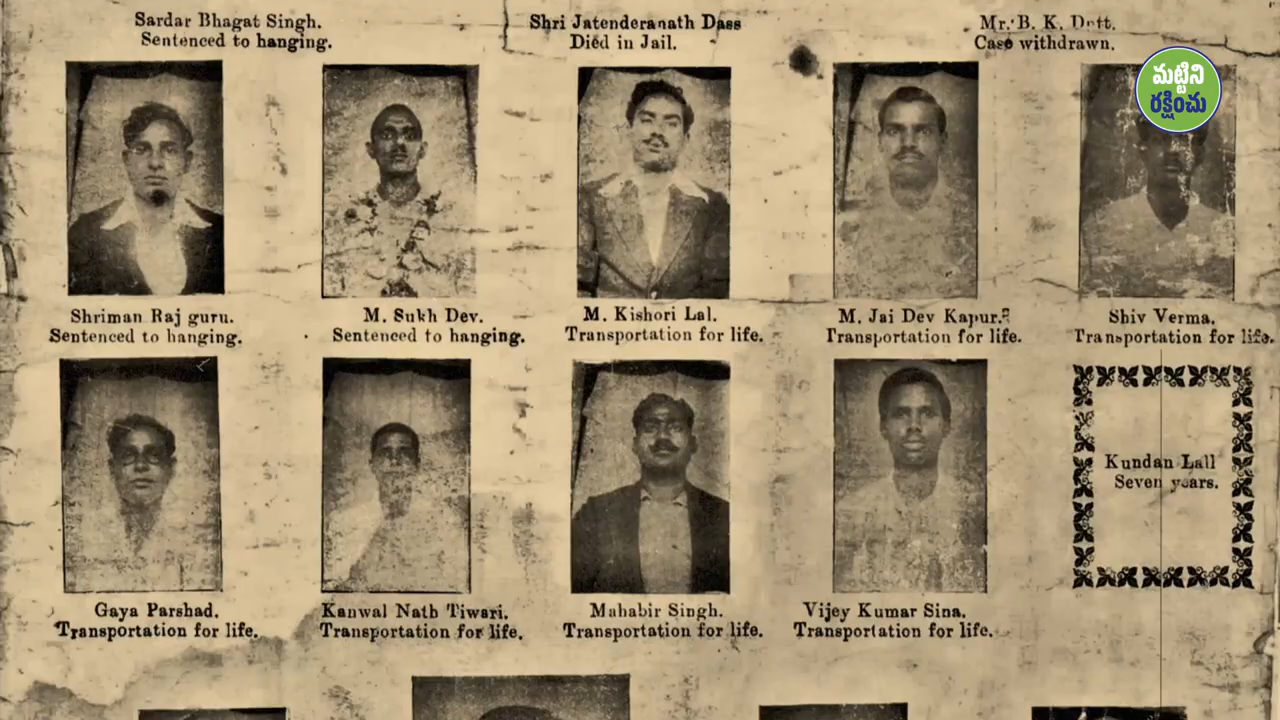 Sardar Bhagat Singh.
Sentenced to hanging.
Shri Jatenderanath Dass
Died in Jail.
Mr. B. K. Dutt.
Case withdrawn.
మట్టిని
రక్షించు
Shriman Raj guru.
Sentenced to hanging.
M. Sukh Dev.
Sentenced to hanging.
M. Kishori Lal.
Transportation for life.
M. Jai Dev Kapur.
Transportation for life.
Shiv Verma.
Transportation for life.
Kundan Lall
Seven years.
Gaya Parshad.
Transportation for life.
Kanwal Nath Tiwari.
Transportation for life.
Mahabir Singh.
Transportation for life.
Vijey Kumar Sina.
Transportation for life.